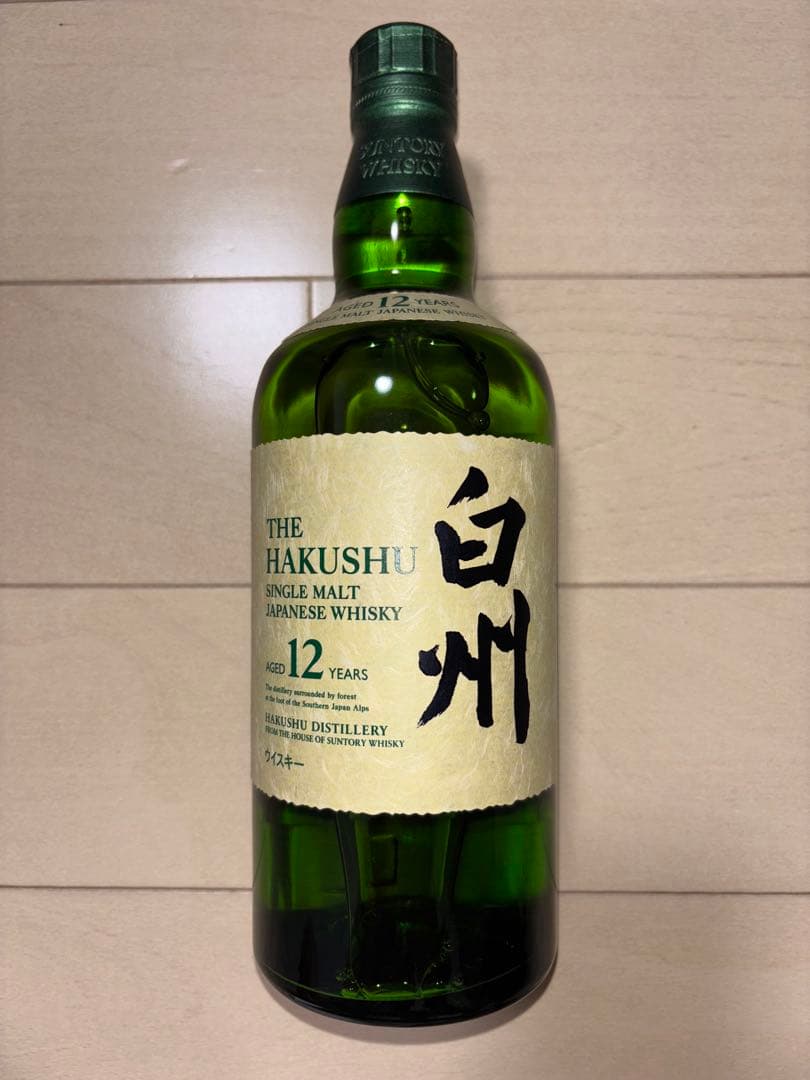 SUNTORY
WHISKY
AGED 12 YEARS
SINGLE MALT JAPANESE WHISKY
THE
HAKUSHU
SINGLE MALT
JAPANESE WHISKY
AGED 12 YEARS
The distillery surrounded by forest
at the foot of the Southern Japan Alps
HAKUSHU DISTILLERY
FROM THE HOUSE OF SUNTORY WHISKY
ウイスキー
白州